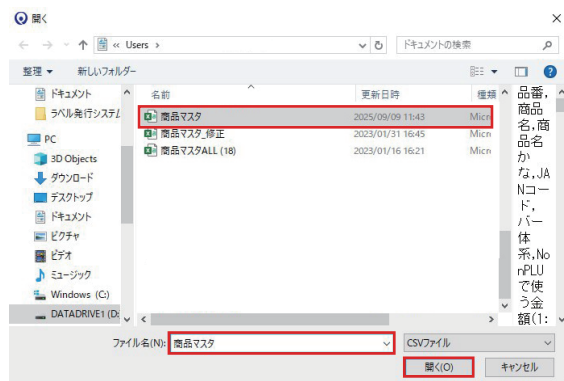 開く
« Users ›
ドキュメントの検索
整理
新しいフォルダー
ドキュメント
ラベル発行システム
PC
3D Objects
ダウンロード
デスクトップ
ドキュメント
ピクチャ
ビデオ
ミュージック
Windows (C:)
DATADRIVE1 (D:
名前
更新日時
種類
商品マスタ
2025/09/09 11:43
Micro
商品マスタ_修正
2023/01/31 16:45
Micro
商品マスタALL (18)
2023/01/16 16:21
Micro
品番,
商品
名,商
品名
か
な,JA
Nコー
ド,
バー
体
系,No
nPLU
で使
う金
額(1:
ファイル名(N):
商品マスタ
CSVファイル
開く(O)
キャンセル